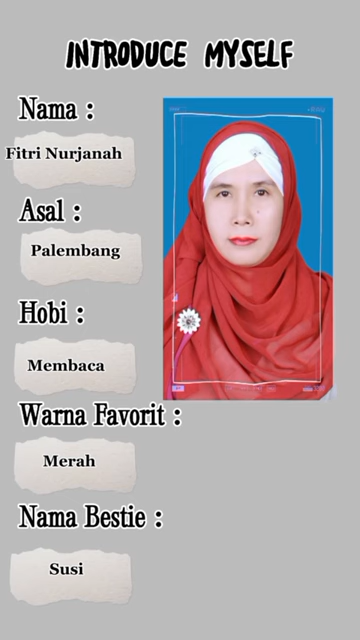 INTRODUCE MYSELF
Nama :
Fitri Nurjanah
Asal :
Palembang
Hobi :
Membaca
Warna Favorit :
Merah
Nama Bestie :
Susi